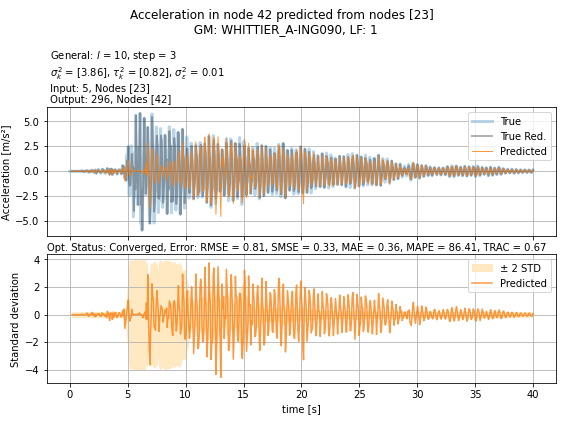 Acceleration in node 42 predicted from nodes [23]
GM: WHITTIER_A-ING090, LF: 1
General: l = 10, step = 3
σ²ₖ = [3.86], τ²ₖ = [0.82], σ²ε = 0.01
Input: 5, Nodes [23]
Output: 296, Nodes [42]
Acceleration [m/s²]
5.0
2.5
0.0
−2.5
−5.0
True
True Red.
Predicted
Opt. Status: Converged, Error: RMSE = 0.81, SMSE = 0.33, MAE = 0.36, MAPE = 86.41, TRAC = 0.67
Standard deviation
4
2
0
−2
−4
± 2 STD
Predicted
0 5 10 15 20 25 30 35 40
time [s]